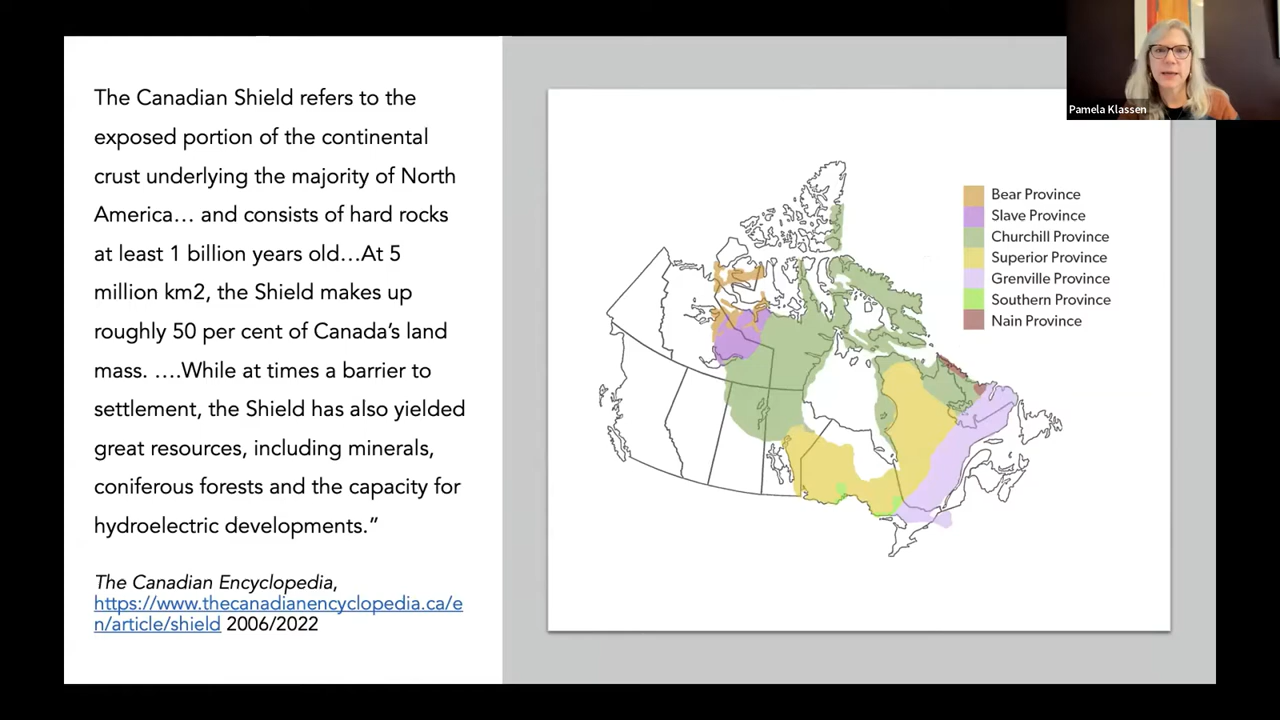 The Canadian Shield refers to the
exposed portion of the continental
crust underlying the majority of North
America… and consists of hard rocks
at least 1 billion years old…At 5
million km2, the Shield makes up
roughly 50 per cent of Canada’s land
mass. ….While at times a barrier to
settlement, the Shield has also yielded
great resources, including minerals,
coniferous forests and the capacity for
hydroelectric developments.”
The Canadian Encyclopedia,
https://www.thecanadianencyclopedia.ca/e
n/article/shield 2006/2022
Bear Province
Slave Province
Churchill Province
Superior Province
Grenville Province
Southern Province
Nain Province
Pamela Klassen